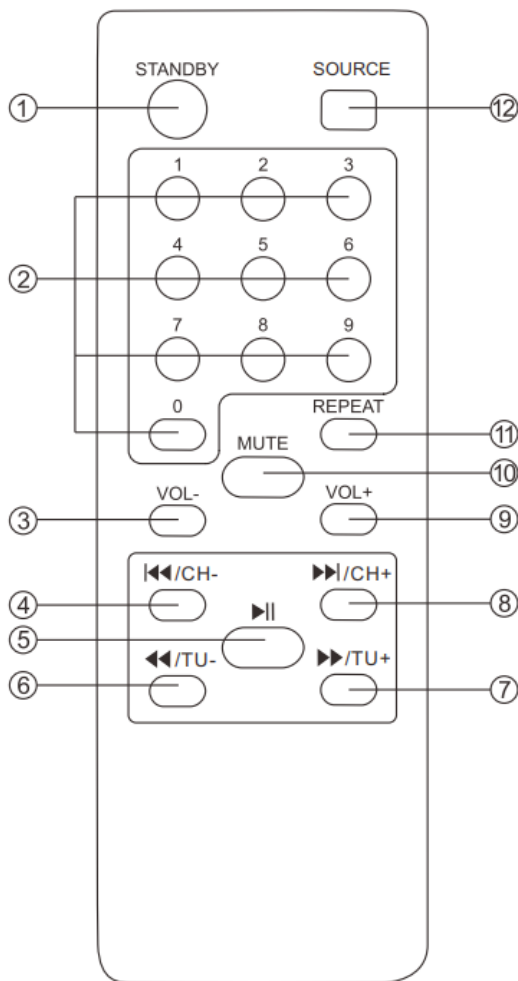 STANDBY SOURCE
① ⑫
1 2 3
4 5 6
②
7 8 9
0 REPEAT
⑪
MUTE
⑩
VOL- VOL+
③ ⑨
|◀◀/CH- ▶▶|/CH+
④ ⑧
▶||
⑤
◀◀/TU- ▶▶/TU+
⑥ ⑦